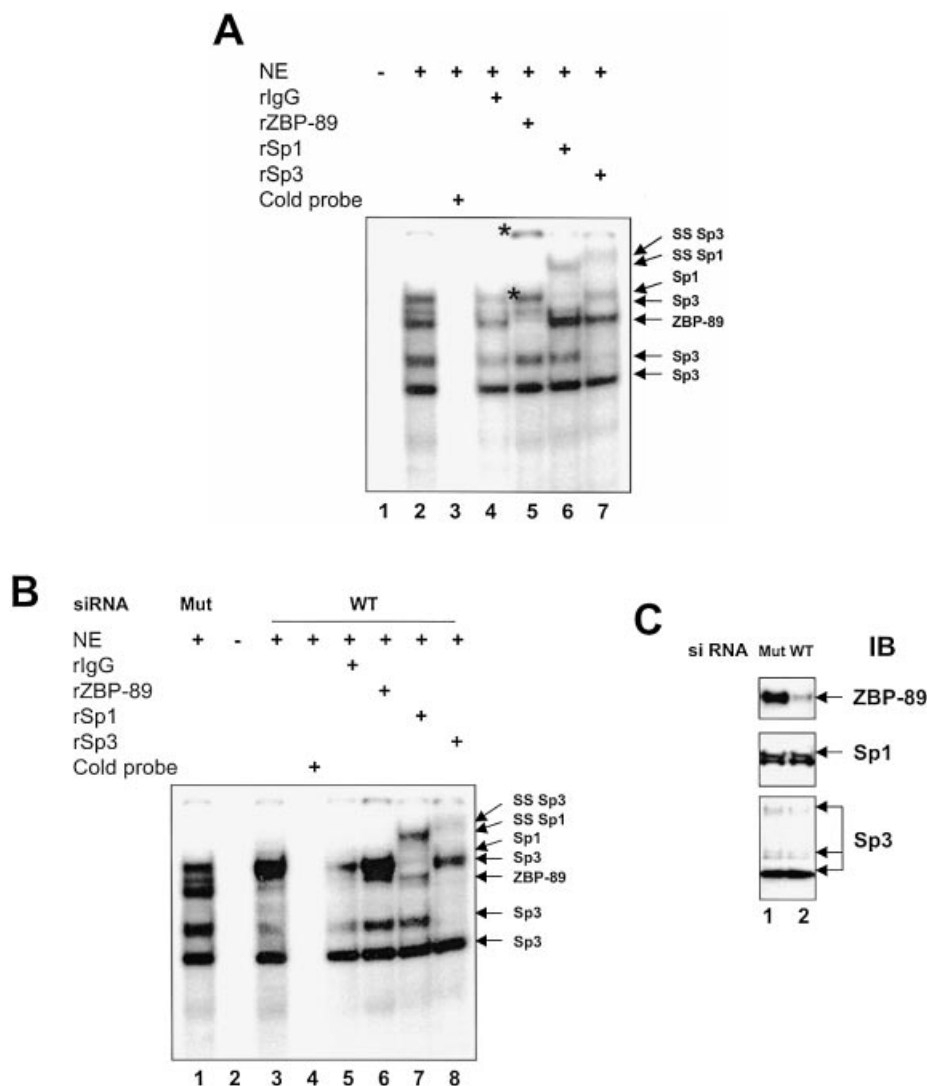 A
NE - + + + + + +
rIgG +
rZBP-89 +
rSp1 +
rSp3 +
Cold probe +
* SS Sp3
SS Sp1
Sp1
* Sp3
ZBP-89
Sp3
Sp3
1 2 3 4 5 6 7
B
siRNA Mut WT
NE + - + + + + + +
rIgG +
rZBP-89 +
rSp1 +
rSp3 +
Cold probe +
SS Sp3
SS Sp1
Sp1
Sp3
ZBP-89
Sp3
Sp3
1 2 3 4 5 6 7 8
C
si RNA Mut WT IB
ZBP-89
Sp1
Sp3
1 2